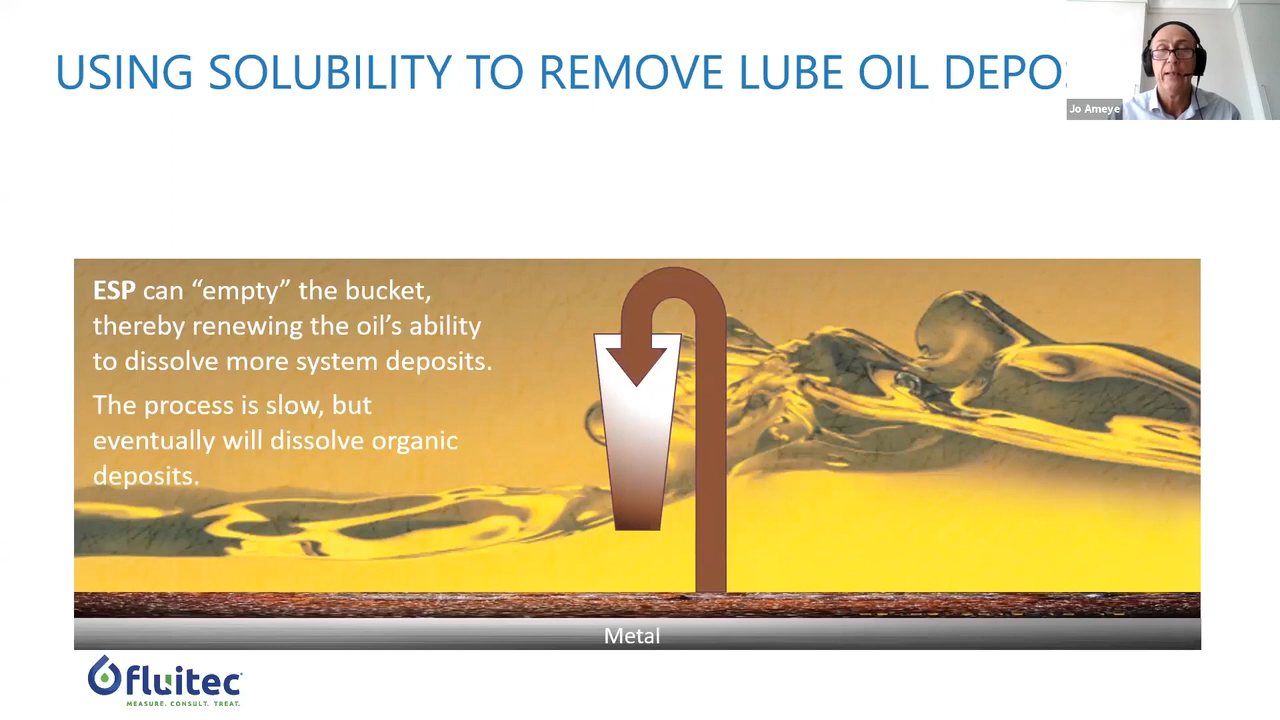 USING SOLUBILITY TO REMOVE LUBE OIL
Jo Ameye
ESP can “empty” the bucket,
thereby renewing the oil’s ability
to dissolve more system deposits.
The process is slow, but
eventually will dissolve organic
deposits.
Metal
fluitec
MEASURE. CONSULT. TREAT.